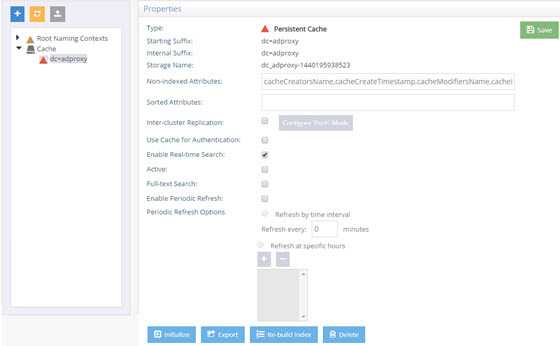 Root Naming Contexts
Cache
dc=adproxy
Properties
Save
Type: Persistent Cache
Starting Suffix: dc=adproxy
Internal Suffix: dc=adproxy
Storage Name: dc_adproxy-1440195938523
Non-indexed Attributes: cacheCreatorsName,cacheCreateTimestamp,cacheModifiersName,cacheI
Sorted Attributes:
Inter-cluster Replication: Configure Push Mode
Use Cache for Authentication:
Enable Real-time Search:
Active:
Full-text Search:
Enable Periodic Refresh:
Periodic Refresh Options
Refresh by time interval
Refresh every: 0 minutes
Refresh at specific hours
Initialize
Export
Re-build Index
Delete